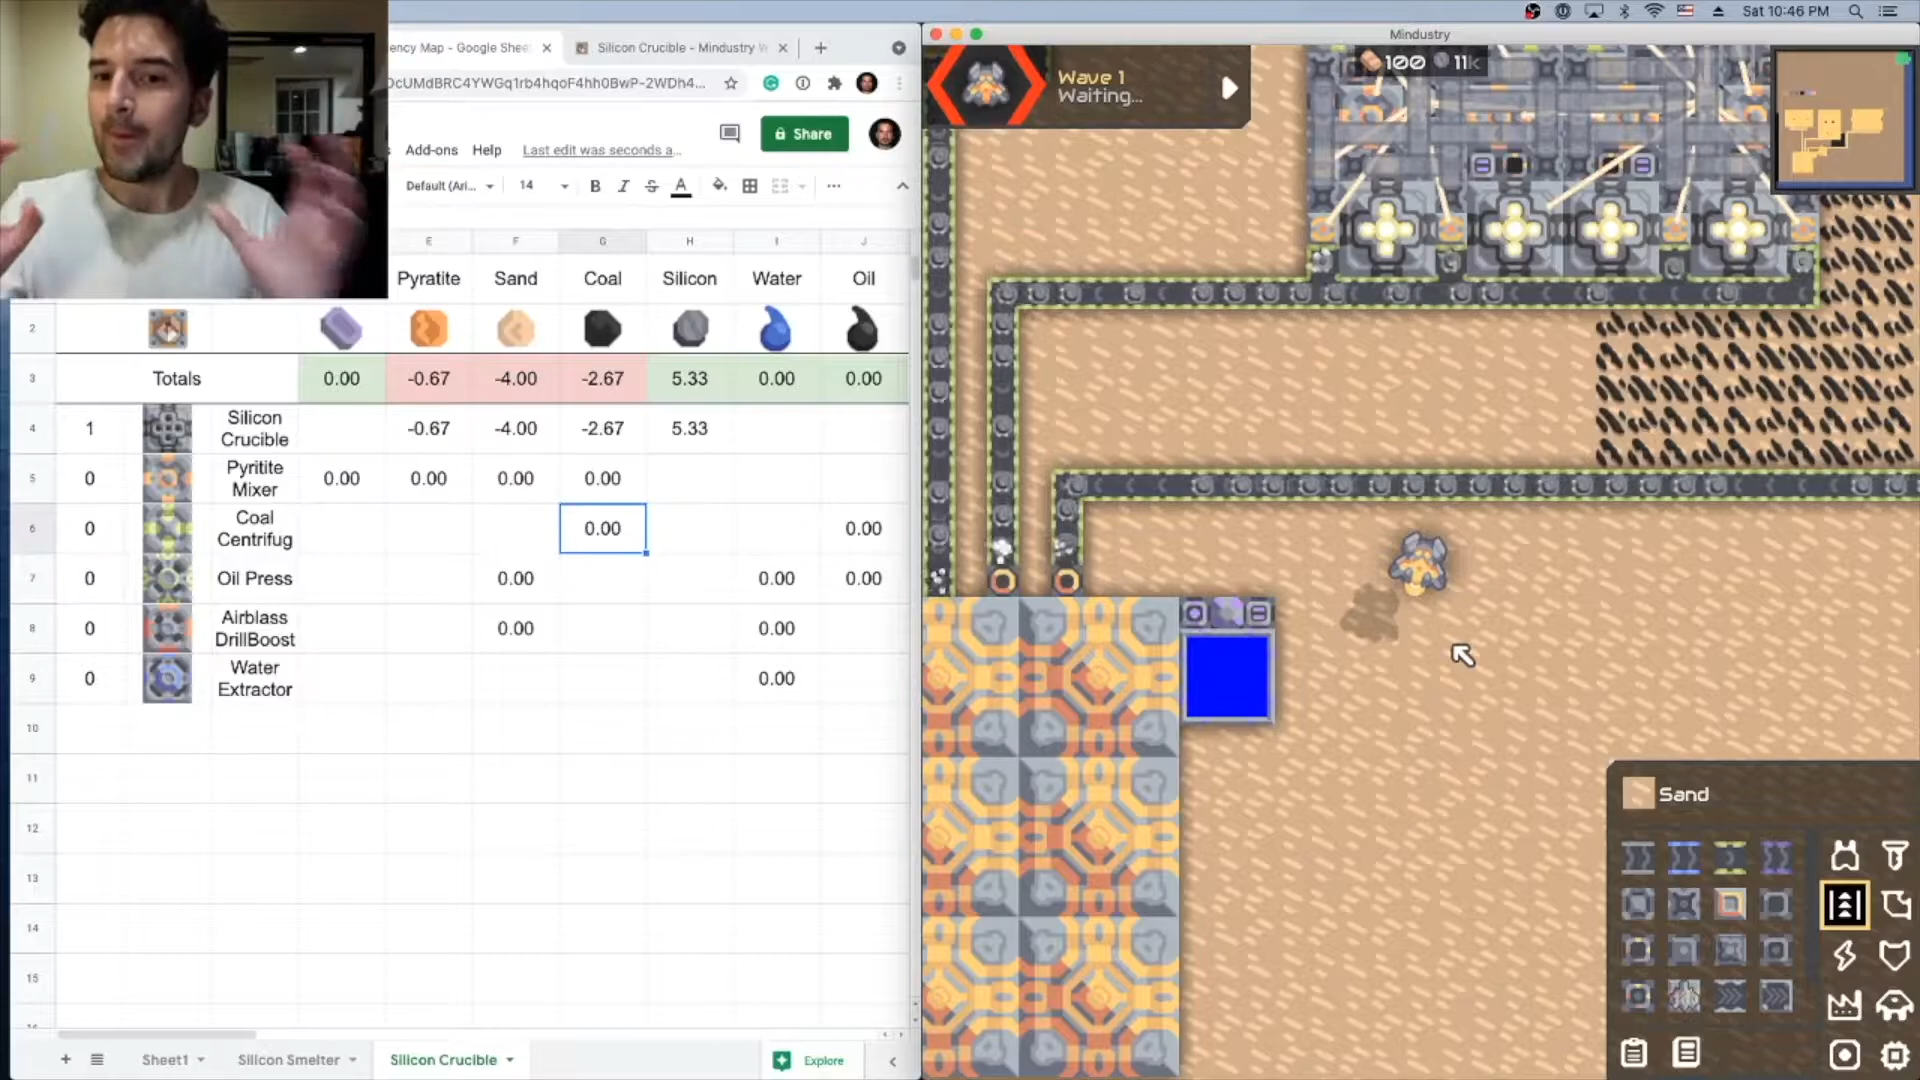 Sat 10:46 PM
ency Map - Google Shee
Silicon Crucible - Mindustry W
Mindustry
DcUMdBRC4YWGq1rb4hqoF4hh0BwP-2WDh4...
Wave 1
Waiting...
100 11k
Share
Add-ons Help Last edit was seconds a...
Default (Ari... 14 B I S A
E F G H I J
Pyratite Sand Coal Silicon Water Oil
2
3 Totals 0.00 -0.67 -4.00 -2.67 5.33 0.00 0.00
4 1 Silicon Crucible -0.67 -4.00 -2.67 5.33
5 0 Pyritite Mixer 0.00 0.00 0.00 0.00
6 0 Coal Centrifug 0.00 0.00
7 0 Oil Press 0.00 0.00 0.00
8 0 Airblass DrillBoost 0.00 0.00
9 0 Water Extractor 0.00
10
11
12
13
14
15
Sand
Sheet1 Silicon Smelter Silicon Crucible Explore